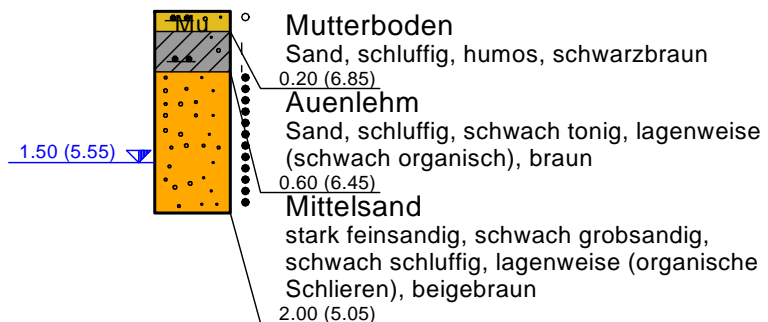 Mu
Mutterboden
Sand, schluffig, humos, schwarzbraun
0.20 (6.85)
Auenlehm
Sand, schluffig, schwach tonig, lagenweise
(schwach organisch), braun
1.50 (5.55)
0.60 (6.45)
Mittelsand
stark feinsandig, schwach grobsandig,
schwach schluffig, lagenweise (organische
Schlieren), beigebraun
2.00 (5.05)